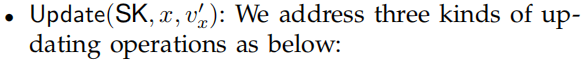 • Update(SK, x, v′ₓ): We address three kinds of up-
dating operations as below: